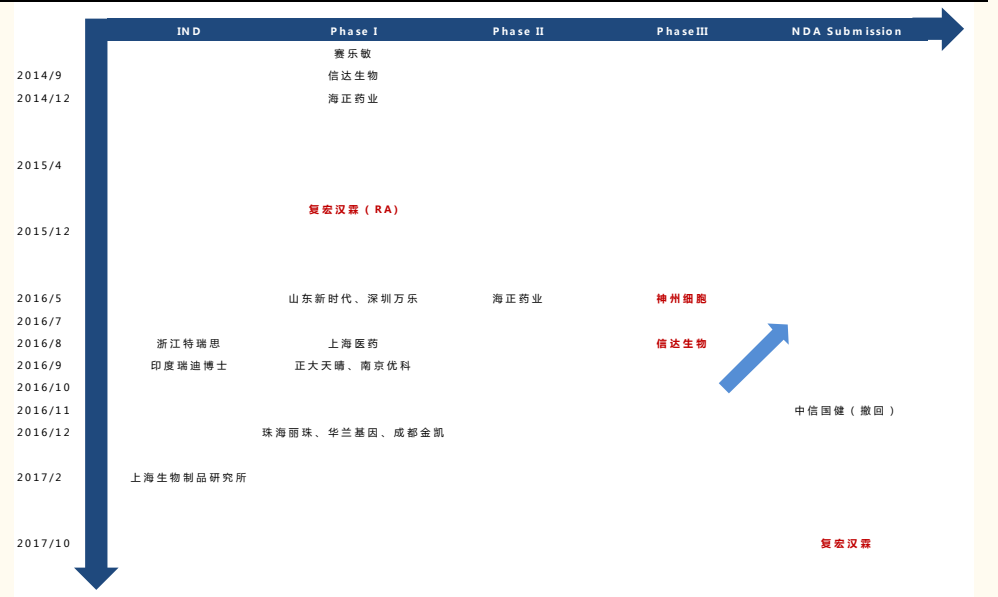 IND Phase I Phase II PhaseIII NDA Submission
赛乐敏
2014/9 信达生物
2014/12 海正药业
2015/4
复宏汉霖（RA)
2015/12
2016/5 山东新时代、深圳万乐 海正药业 神州细胞
2016/7
2016/8 浙江特瑞思 上海医药 信达生物
2016/9 印度瑞迪博士 正大天晴、南京优科
2016/10
2016/11 中信国健（撤回）
2016/12 珠海丽珠、华兰基因、成都金凯
2017/2 上海生物制品研究所
2017/10 复宏汉霖